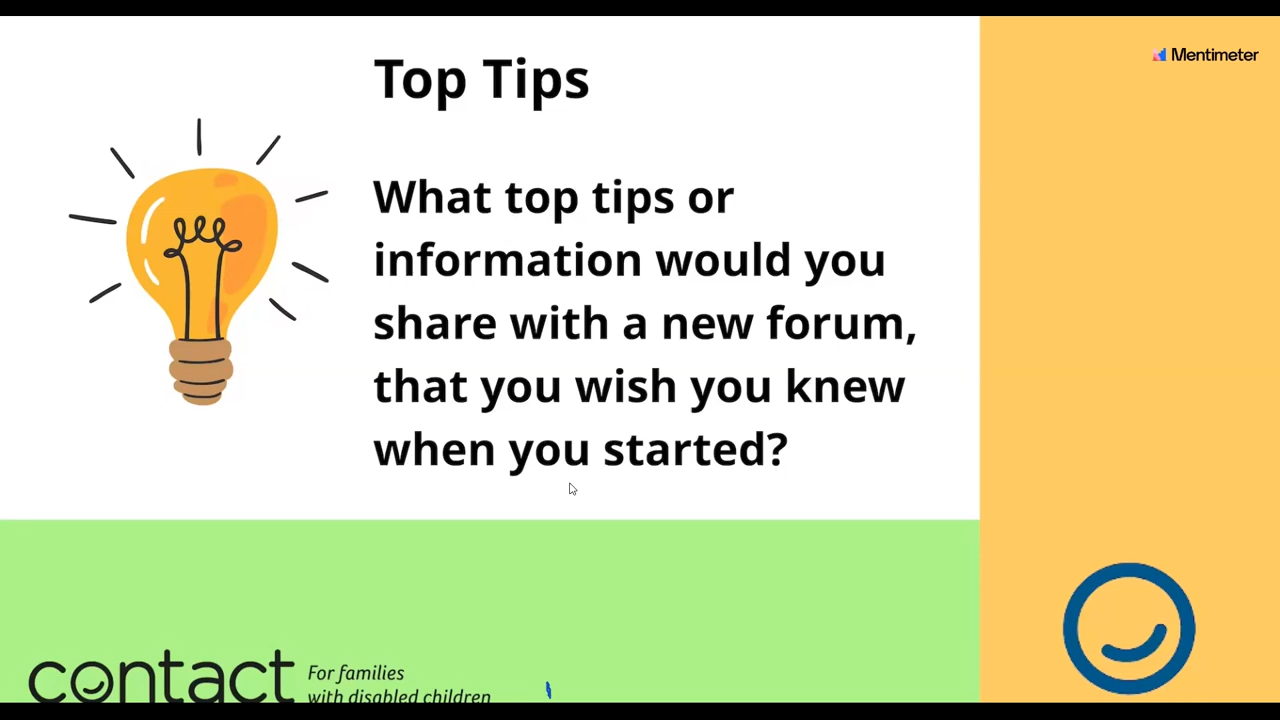 Mentimeter
Top Tips
What top tips or
information would you
share with a new forum,
that you wish you knew
when you started?
contact
For families
with disabled children